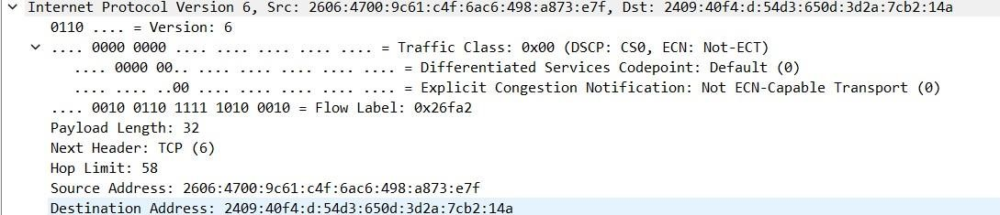 Internet Protocol Version 6, Src: 2606:4700:9c61:c4f:6ac6:498:a873:e7f, Dst: 2409:40f4:d:54d3:650d:3d2a:7cb2:14a
0110 .... = Version: 6
.... 0000 0000 .... .... .... .... .... = Traffic Class: 0x00 (DSCP: CS0, ECN: Not-ECT)
.... 0000 00.. .... .... .... .... .... = Differentiated Services Codepoint: Default (0)
.... .... ..00 .... .... .... .... .... = Explicit Congestion Notification: Not ECN-Capable Transport (0)
.... 0010 0110 1111 1010 0010 = Flow Label: 0x26fa2
Payload Length: 32
Next Header: TCP (6)
Hop Limit: 58
Source Address: 2606:4700:9c61:c4f:6ac6:498:a873:e7f
Destination Address: 2409:40f4:d:54d3:650d:3d2a:7cb2:14a